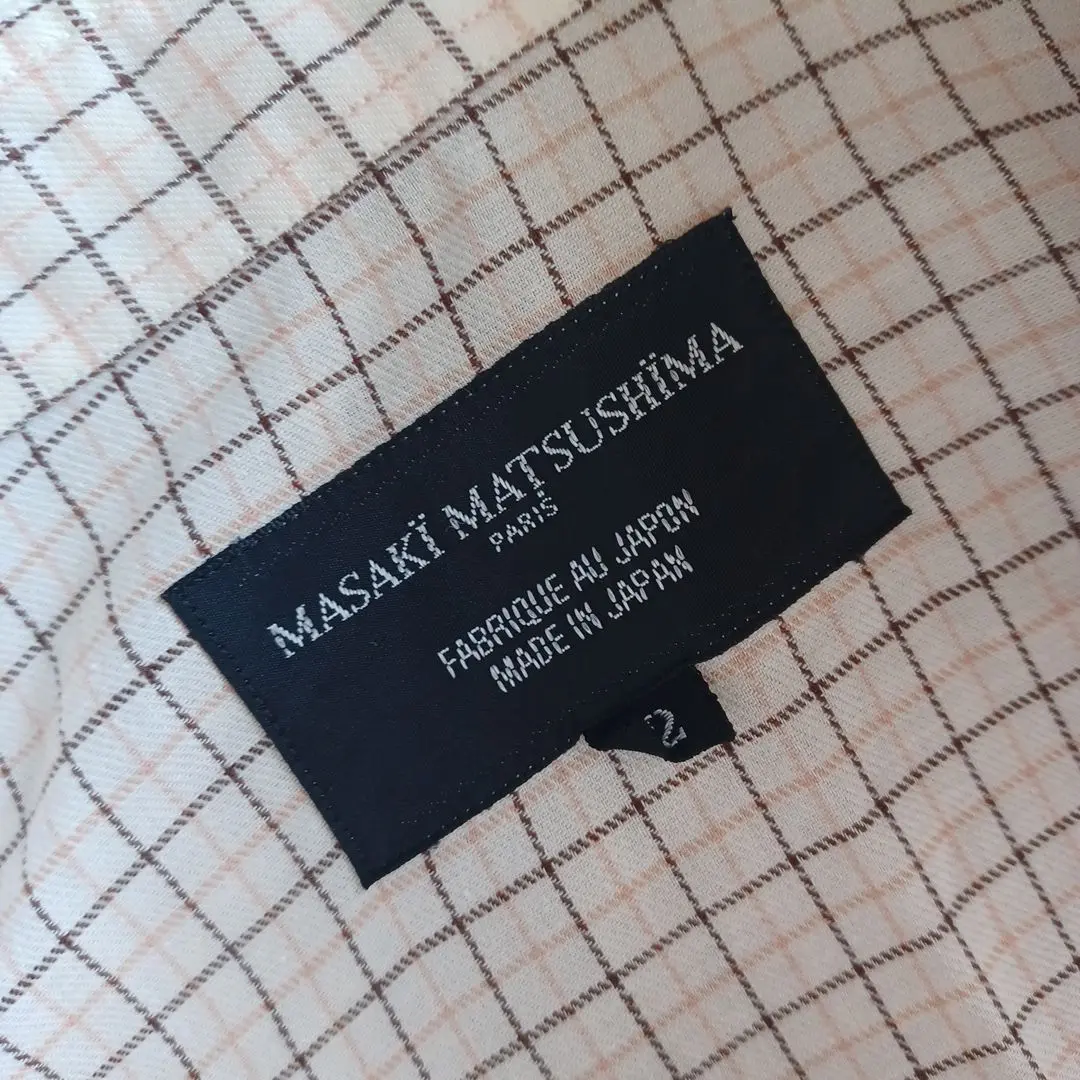 MASAKÏ MATSUSHÏMA
PARIS
FABRIQUE AU JAPON
MADE IN JAPAN
2